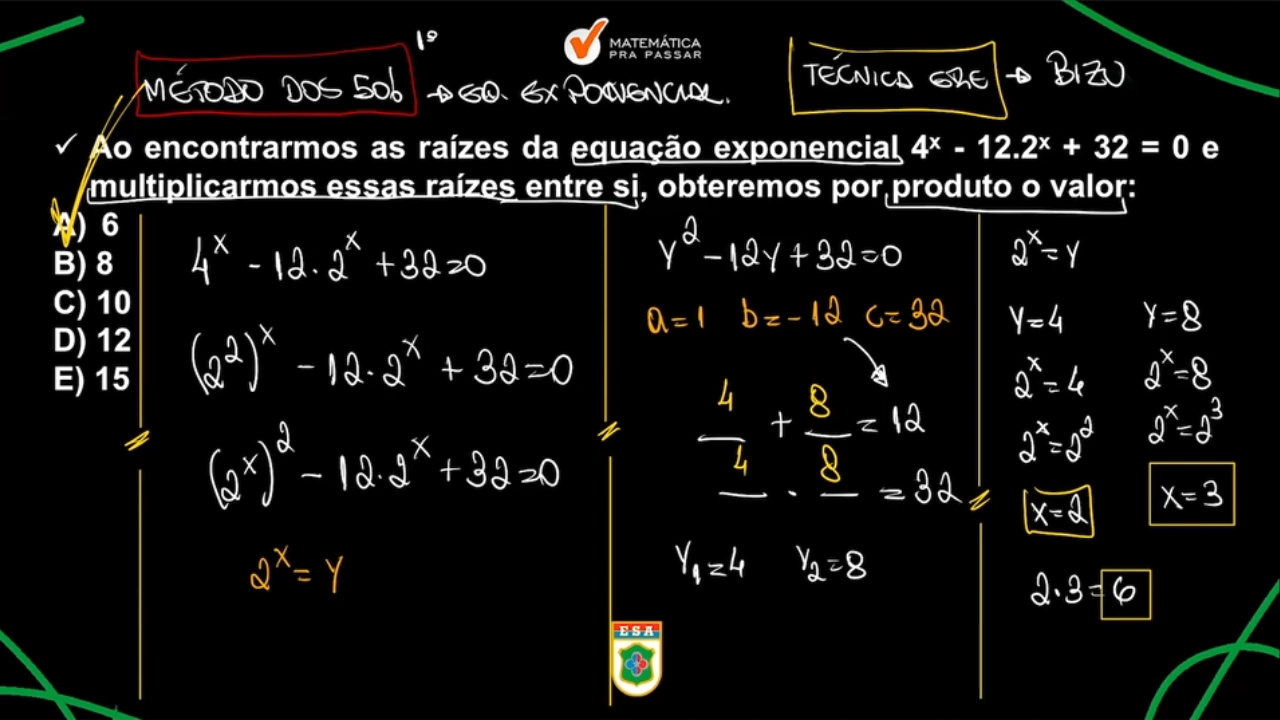 1º
MATEMÁTICA
PRA PASSAR
MÉTODO DOS 50% → EQ. EXPONENCIAL.
TÉCNICA GRE → BIZU
✓ Ao encontrarmos as raízes da equação exponencial 4ˣ - 12.2ˣ + 32 = 0 e
multiplicarmos essas raízes entre si, obteremos por produto o valor:
A) 6
B) 8
C) 10
D) 12
E) 15
4ˣ - 12·2ˣ + 32 = 0
(2²)ˣ - 12·2ˣ + 32 = 0
(2ˣ)² - 12·2ˣ + 32 = 0
2ˣ = Y
Y² - 12Y + 32 = 0
a = 1 b = -12 c = 32
4 + 8 = 12
4 · 8 = 32
Y₁ = 4 Y₂ = 8
2ˣ = Y
Y = 4 Y = 8
2ˣ = 4 2ˣ = 8
2ˣ = 2² 2ˣ = 2³
X = 2 X = 3
2·3 = 6
ESA